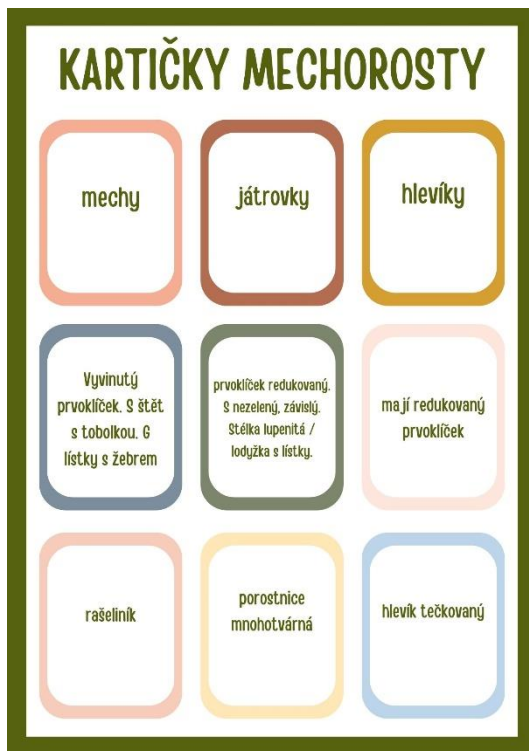 KARTIČKY MECHOROSTY
mechy
játrovky
hlevíky
Vyvinutý
prvoklíček. S štět
s tobolkou. G
lístky s žebrem
prvoklíček redukovaný.
S nezelený, závislý.
Stélka lupenitá /
lodyžka s lístky.
mají redukovaný
prvoklíček
rašeliník
porostnice
mnohotvárná
hlevík tečkovaný